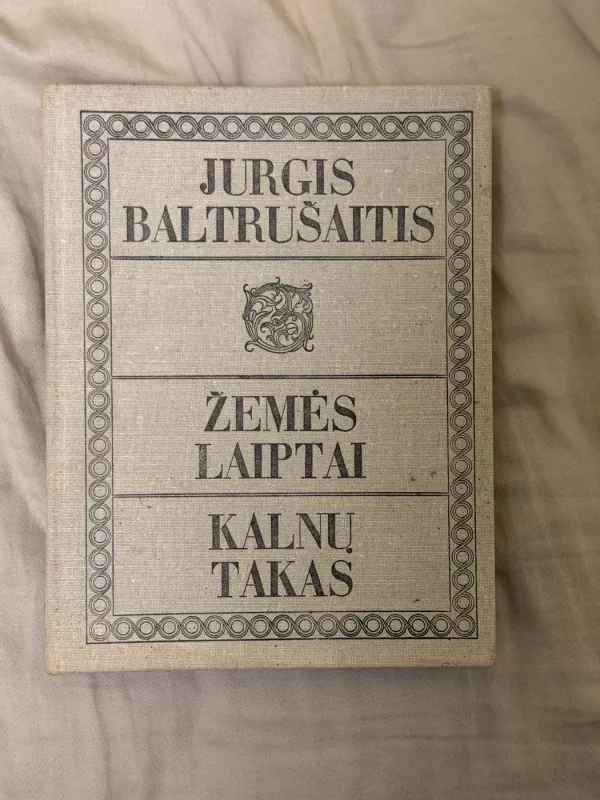 JURGIS
BALTRUŠAITIS
ŽEMĖS
LAIPTAI
KALNŲ
TAKAS